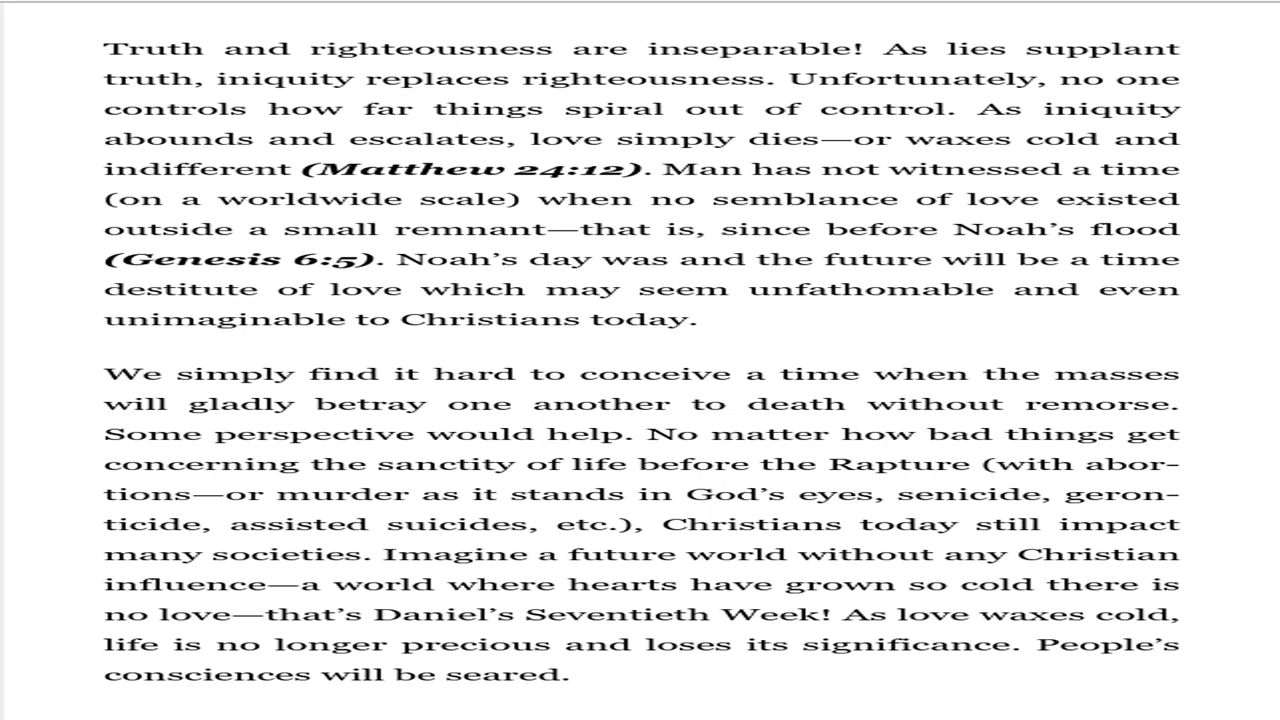 Truth and righteousness are inseparable! As lies supplant
truth, iniquity replaces righteousness. Unfortunately, no one
controls how far things spiral out of control. As iniquity
abounds and escalates, love simply dies—or waxes cold and
indifferent (Matthew 24:12). Man has not witnessed a time
(on a worldwide scale) when no semblance of love existed
outside a small remnant—that is, since before Noah's flood
(Genesis 6:5). Noah's day was and the future will be a time
destitute of love which may seem unfathomable and even
unimaginable to Christians today.
We simply find it hard to conceive a time when the masses
will gladly betray one another to death without remorse.
Some perspective would help. No matter how bad things get
concerning the sanctity of life before the Rapture (with abor-
tions—or murder as it stands in God's eyes, senicide, geron-
ticide, assisted suicides, etc.), Christians today still impact
many societies. Imagine a future world without any Christian
influence—a world where hearts have grown so cold there is
no love—that's Daniel's Seventieth Week! As love waxes cold,
life is no longer precious and loses its significance. People's
consciences will be seared.